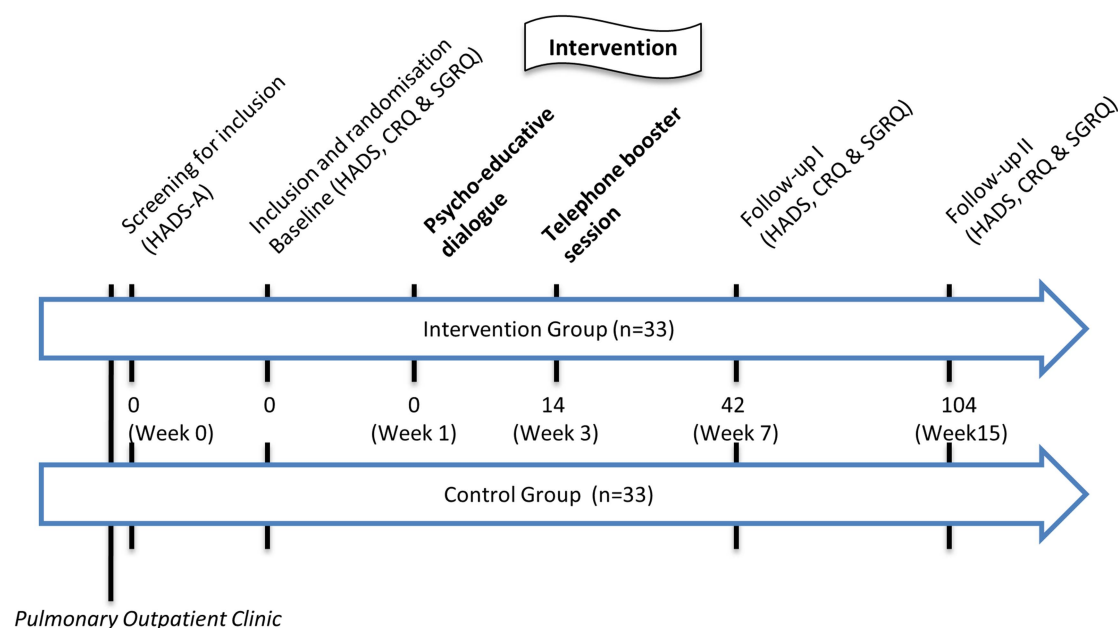 Intervention
Screening for inclusion
(HADS-A)
Inclusion and randomisation
Baseline (HADS, CRQ & SGRQ)
Psycho-educative
dialogue
Telephone booster
session
Follow-up I
(HADS, CRQ & SGRQ)
Follow-up II
(HADS, CRQ & SGRQ)
Intervention Group (n=33)
0
(Week 0)
0
0
(Week 1)
14
(Week 3)
42
(Week 7)
104
(Week15)
Control Group (n=33)
Pulmonary Outpatient Clinic